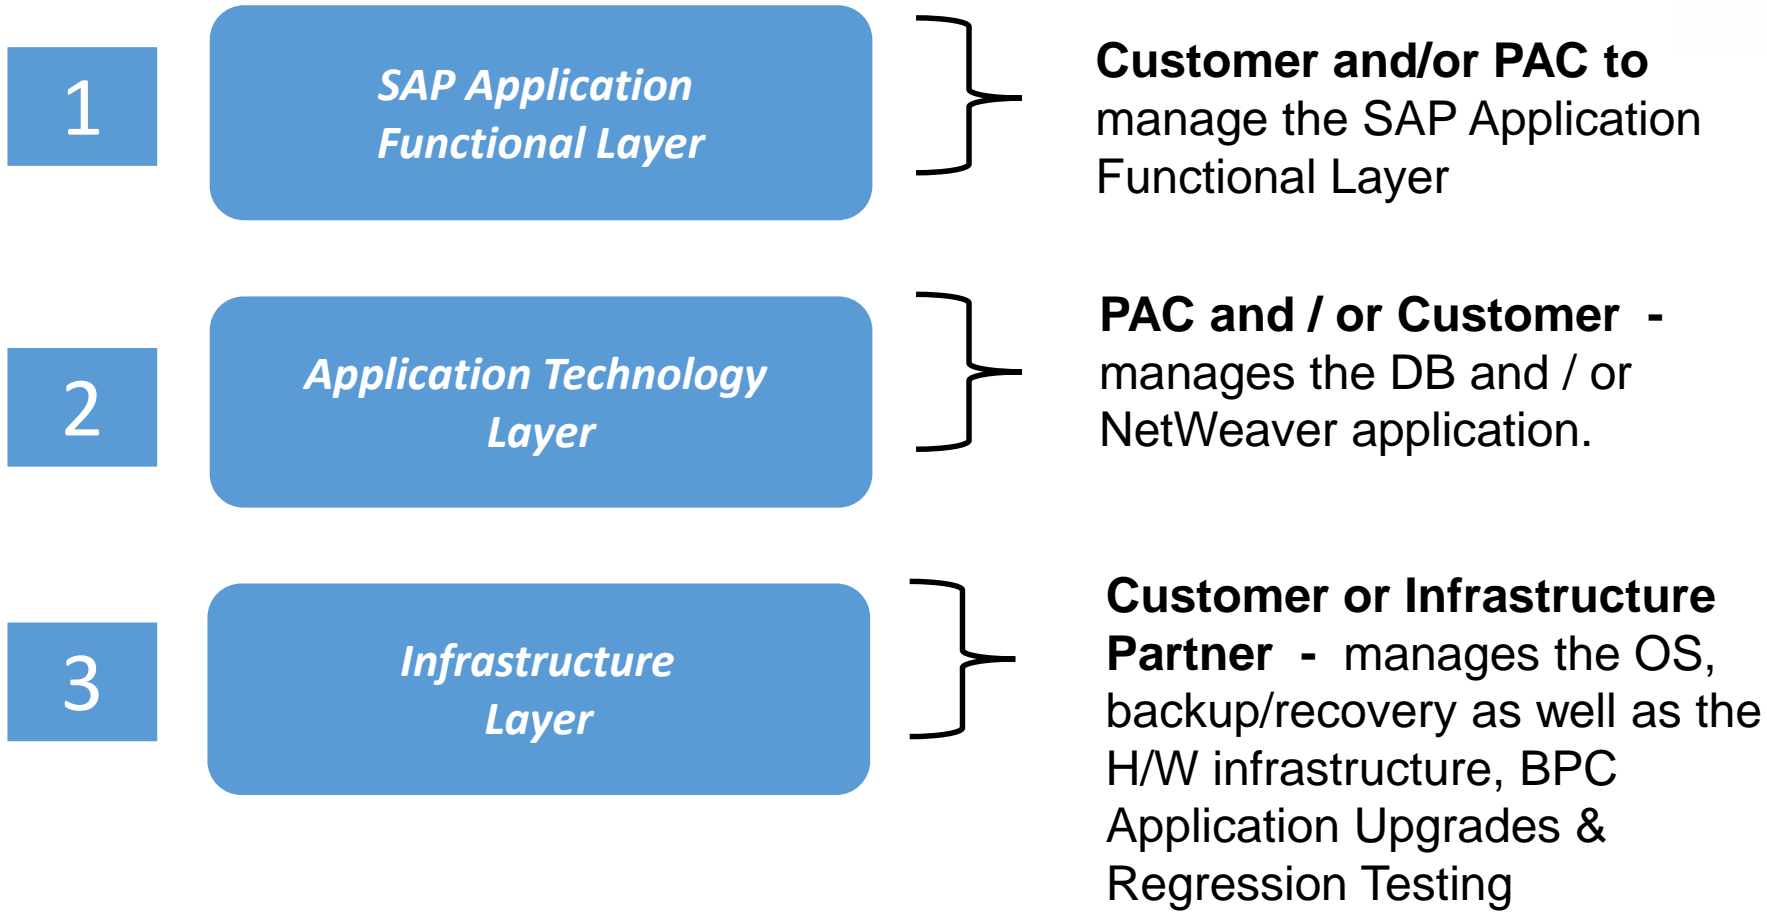 1
SAP Application
Functional Layer
Customer and/or PAC to
manage the SAP Application
Functional Layer
2
Application Technology
Layer
PAC and / or Customer -
manages the DB and / or
NetWeaver application.
3
Infrastructure
Layer
Customer or Infrastructure
Partner - manages the OS,
backup/recovery as well as the
H/W infrastructure, BPC
Application Upgrades &
Regression Testing